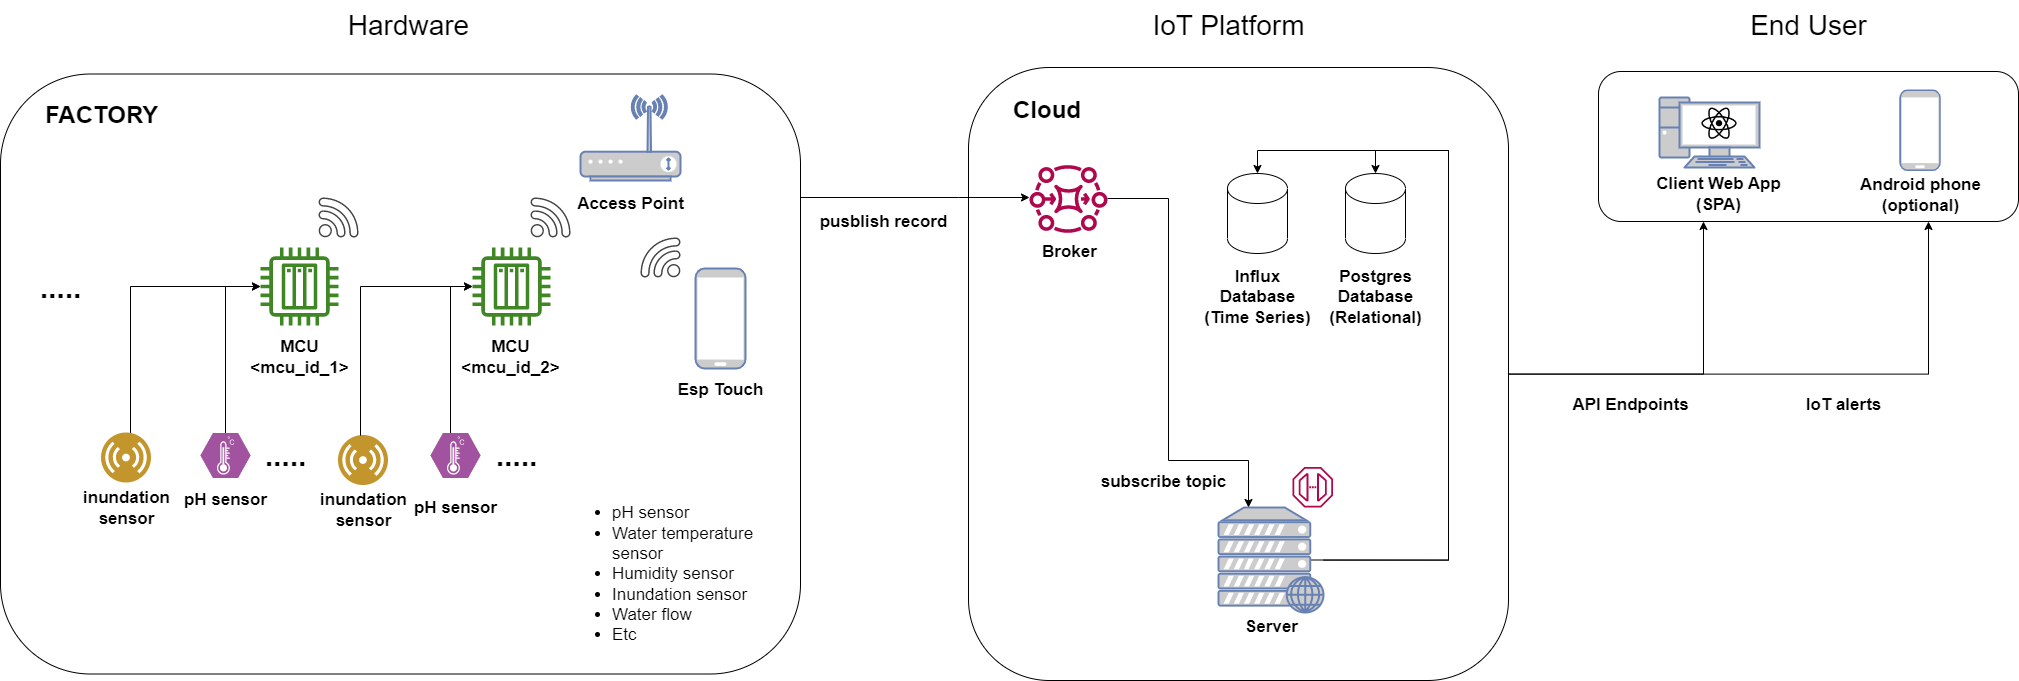 Hardware
IoT Platform
End User
FACTORY
Access Point
MCU
<mcu_id_1>
MCU
<mcu_id_2>
Esp Touch
.....
inundation
sensor
pH sensor
.....
inundation
sensor
pH sensor
.....
• pH sensor
• Water temperature
sensor
• Humidity sensor
• Inundation sensor
• Water flow
• Etc
pusblish record
Cloud
Broker
Influx
Database
(Time Series)
Postgres
Database
(Relational)
subscribe topic
Server
Client Web App
(SPA)
Android phone
(optional)
API Endpoints
IoT alerts
°C
°C